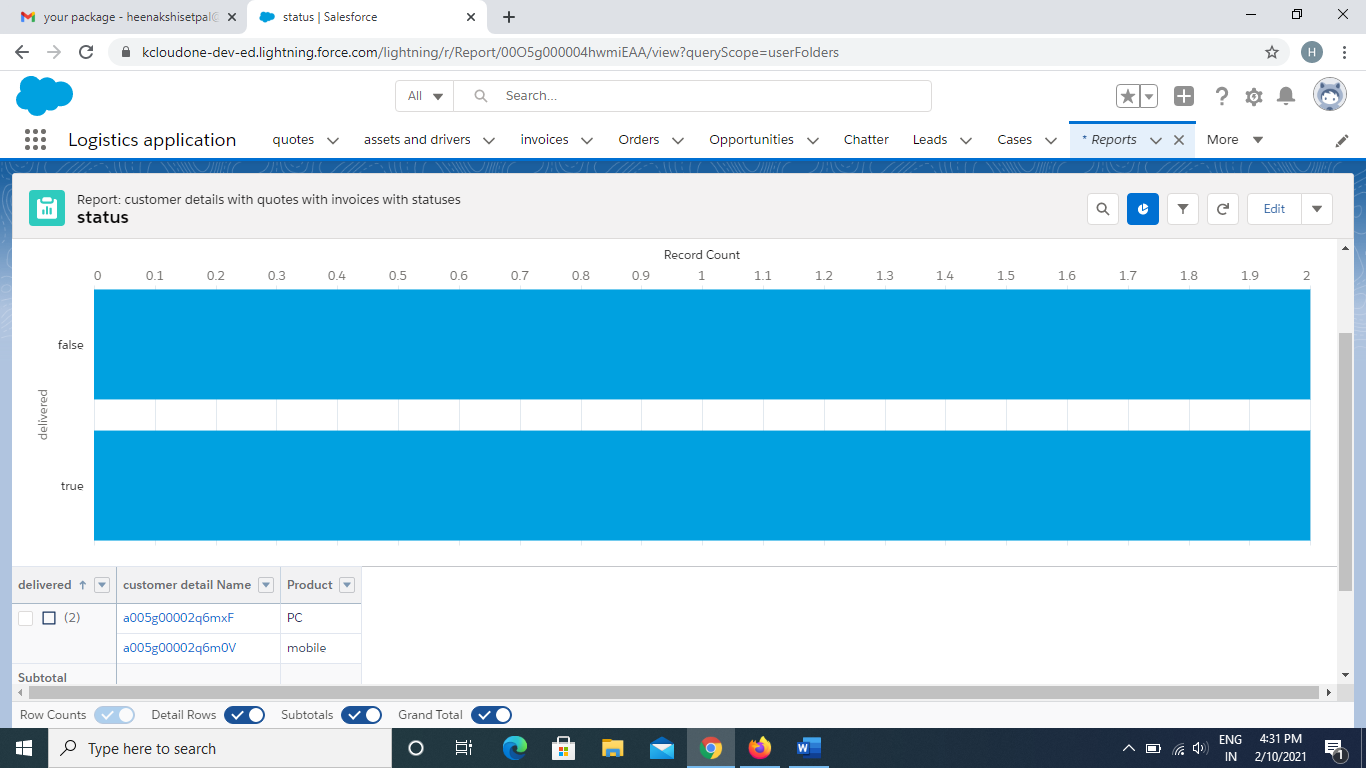 your package - heenakshisetpal
status | Salesforce
kcloudone-dev-ed.lightning.force.com/lightning/r/Report/00O5g000004hwmiEAA/view?queryScope=userFolders
H
All
Search...
Logistics application
quotes
assets and drivers
invoices
Orders
Opportunities
Chatter
Leads
Cases
* Reports
More
Report: customer details with quotes with invoices with statuses
status
Edit
Record Count
0 0.1 0.2 0.3 0.4 0.5 0.6 0.7 0.8 0.9 1 1.1 1.2 1.3 1.4 1.5 1.6 1.7 1.8 1.9 2
false
delivered
true
delivered ↑ customer detail Name Product
(2) a005g00002q6mxF PC
a005g00002q6m0V mobile
Subtotal
Row Counts Detail Rows Subtotals Grand Total
Type here to search
ENG
IN
4:31 PM
2/10/2021
1